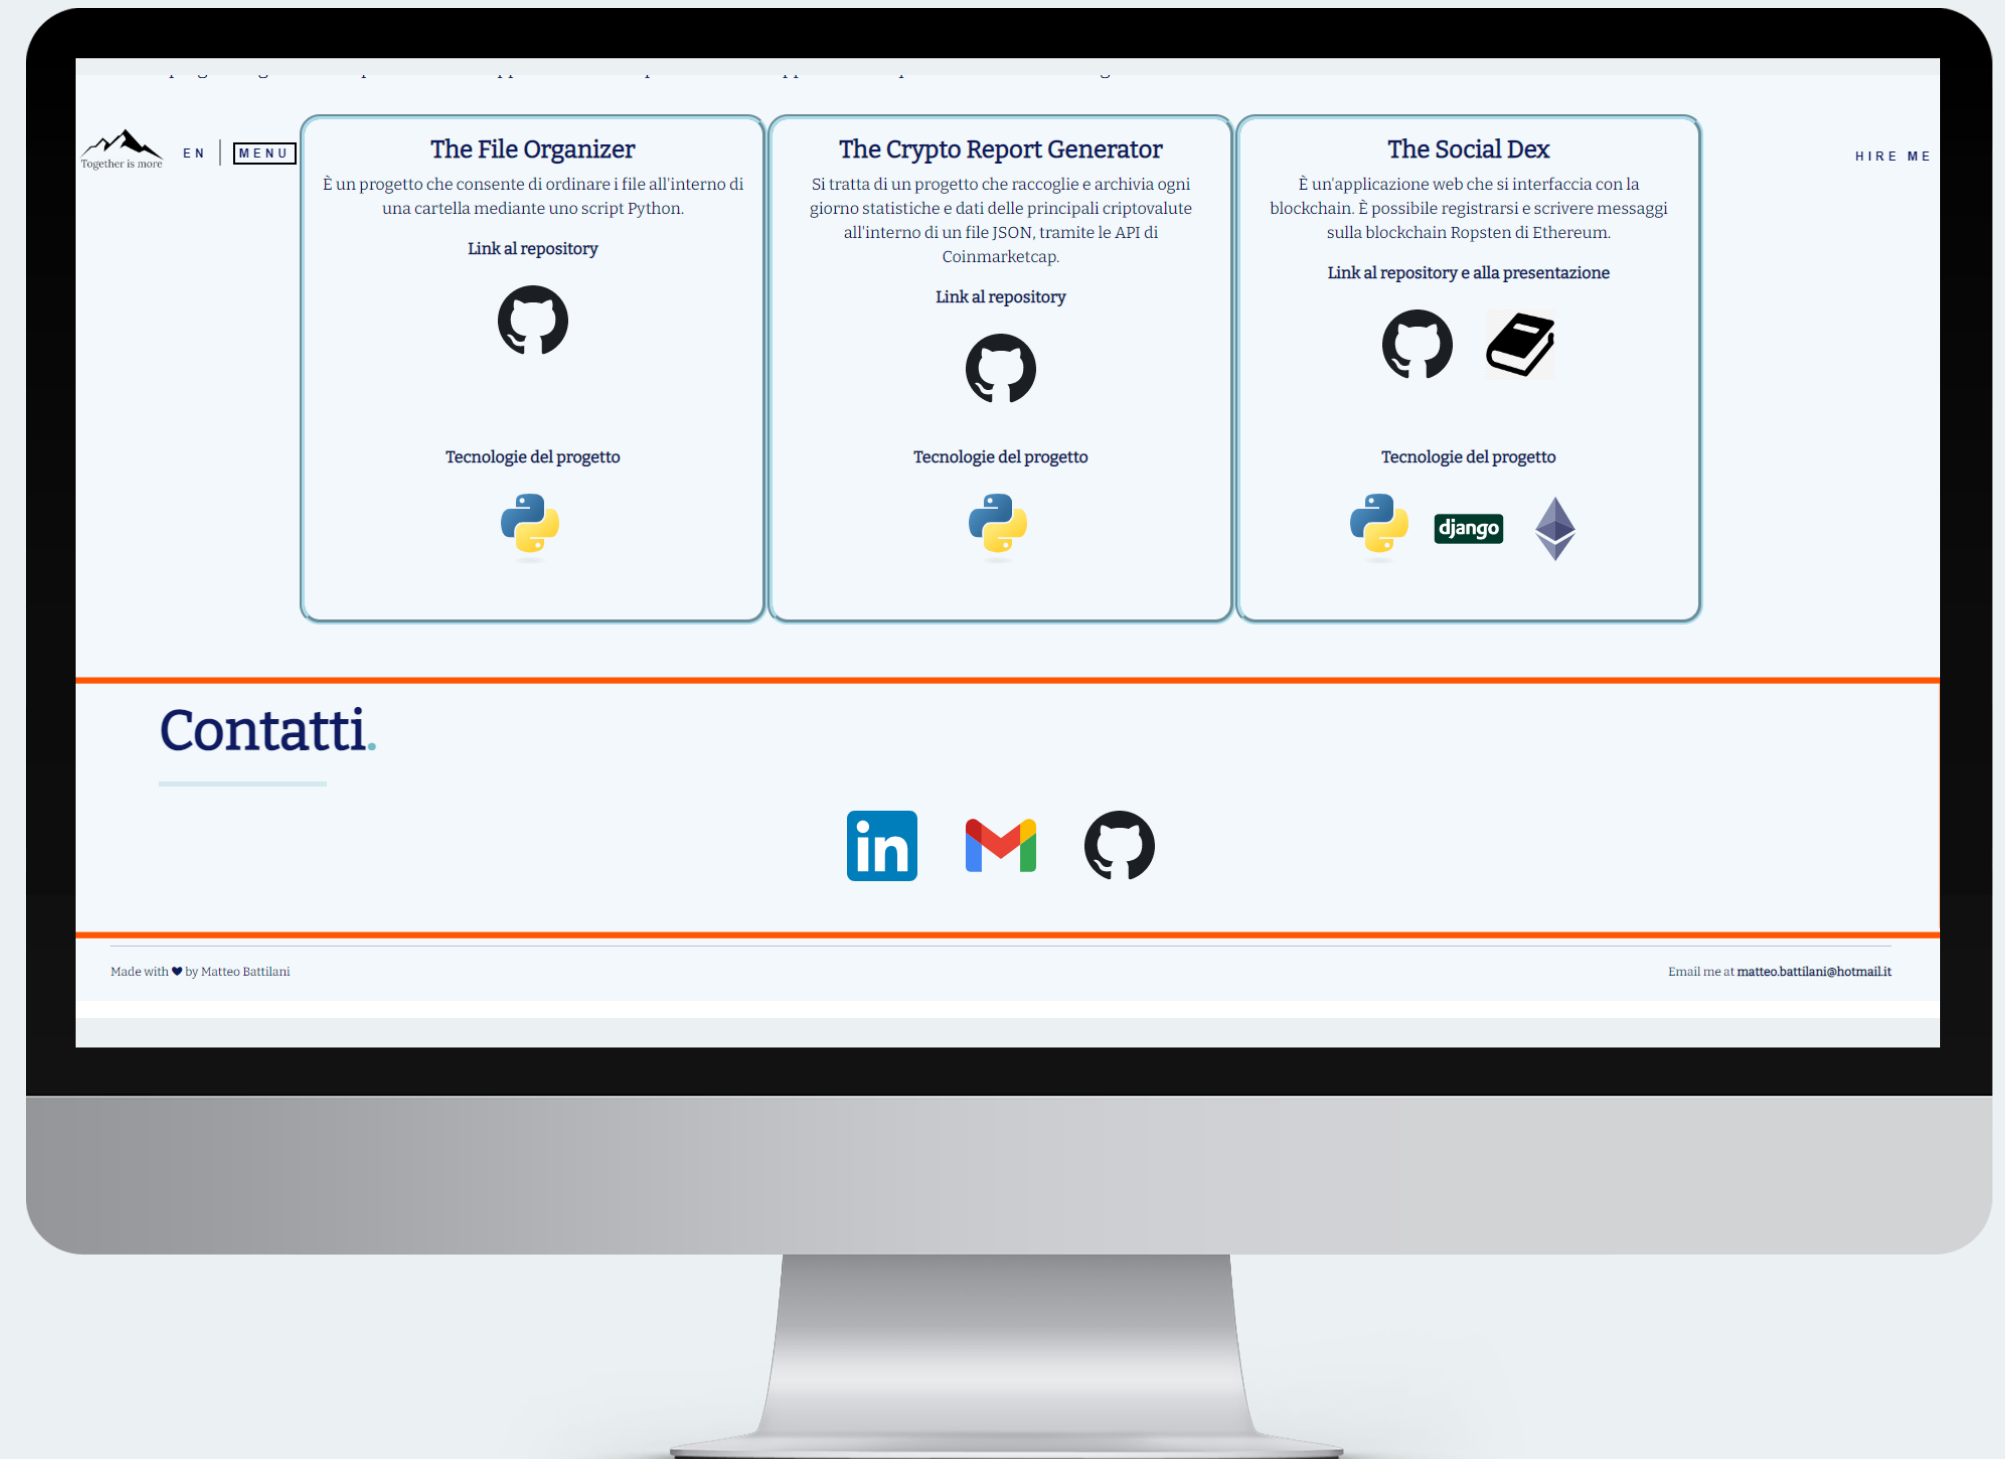 Together is more
EN
MENU
HIRE ME
The File Organizer
È un progetto che consente di ordinare i file all'interno di
una cartella mediante uno script Python.
Link al repository
Tecnologie del progetto
The Crypto Report Generator
Si tratta di un progetto che raccoglie e archivia ogni
giorno statistiche e dati delle principali criptovalute
all'interno di un file JSON, tramite le API di
Coinmarketcap.
Link al repository
Tecnologie del progetto
The Social Dex
È un'applicazione web che si interfaccia con la
blockchain. È possibile registrarsi e scrivere messaggi
sulla blockchain Ropsten di Ethereum.
Link al repository e alla presentazione
Tecnologie del progetto
django
Contatti.
in
Made with ♥ by Matteo Battilani
Email me at matteo.battilani@hotmail.it